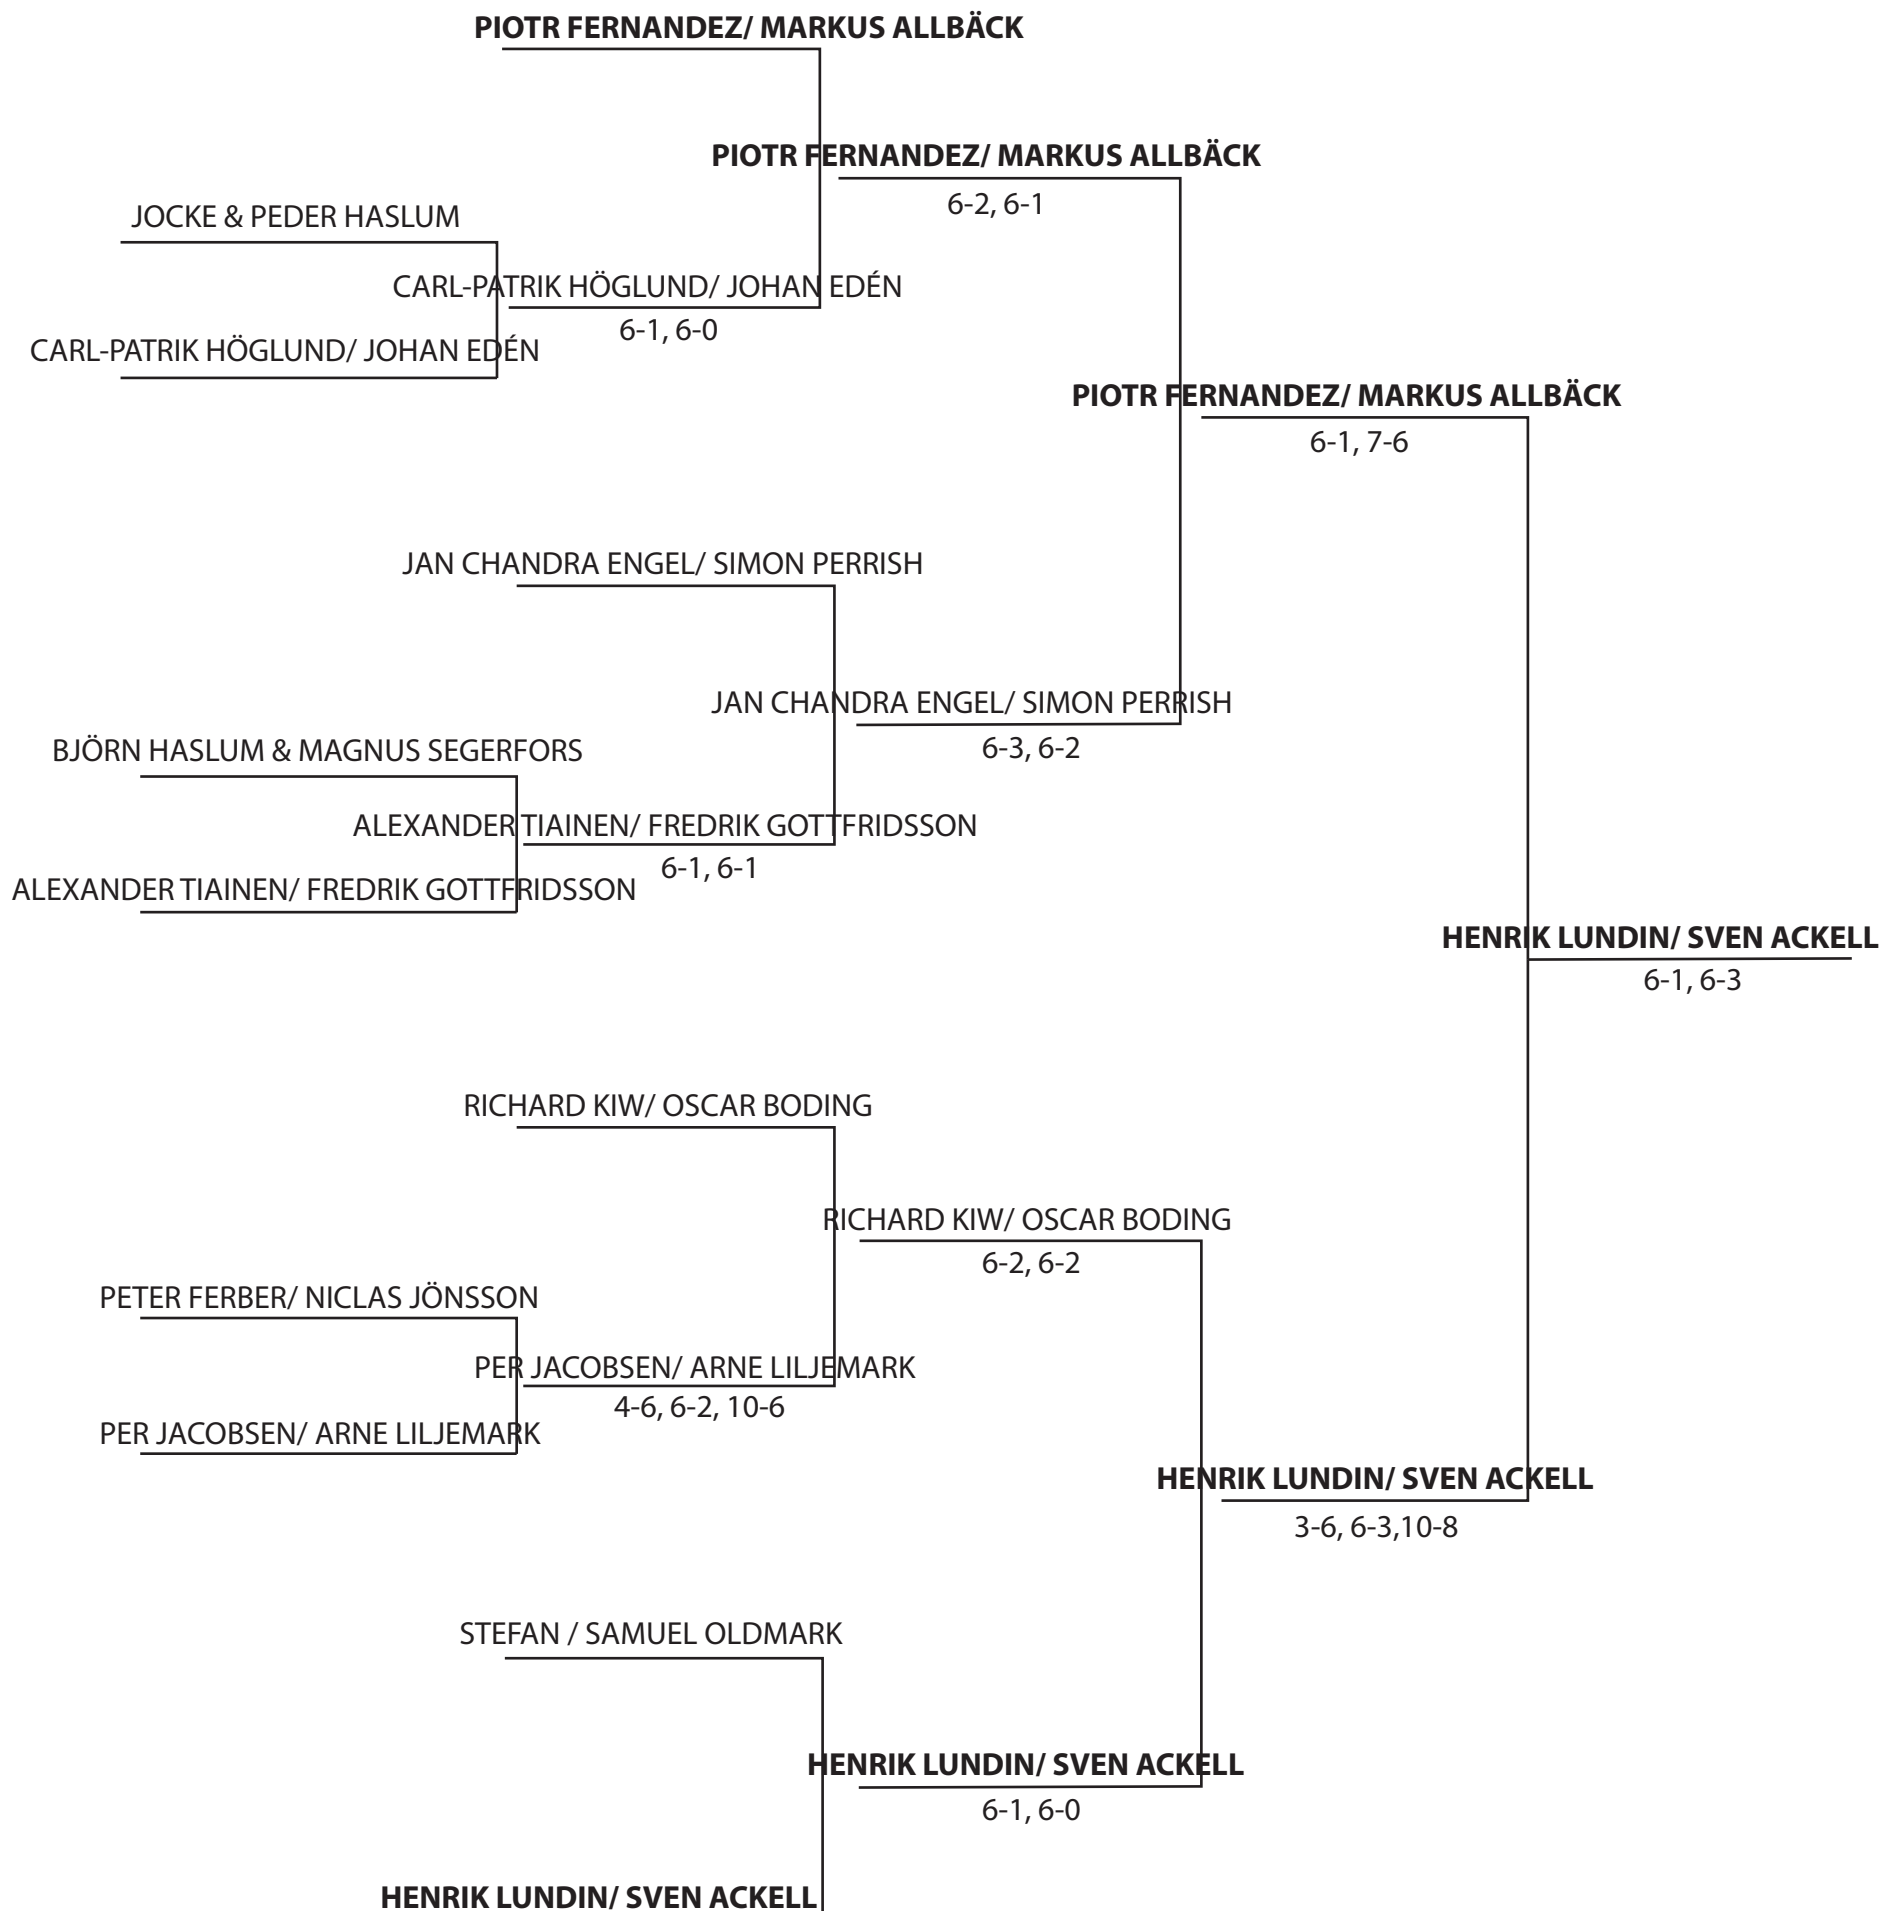 PIOTR FERNANDEZ/ MARKUS ALLBÄCK
PIOTR FERNANDEZ/ MARKUS ALLBÄCK
6-2, 6-1
JOCKE & PEDER HASLUM
CARL-PATRIK HÖGLUND/ JOHAN EDÉN
6-1, 6-0
CARL-PATRIK HÖGLUND/ JOHAN EDÉN
PIOTR FERNANDEZ/ MARKUS ALLBÄCK
6-1, 7-6
JAN CHANDRA ENGEL/ SIMON PERRISH
JAN CHANDRA ENGEL/ SIMON PERRISH
6-3, 6-2
BJÖRN HASLUM & MAGNUS SEGERFORS
ALEXANDER TIAINEN/ FREDRIK GOTTFRIDSSON
6-1, 6-1
ALEXANDER TIAINEN/ FREDRIK GOTTFRIDSSON
HENRIK LUNDIN/ SVEN ACKELL
6-1, 6-3
RICHARD KIW/ OSCAR BODING
RICHARD KIW/ OSCAR BODING
6-2, 6-2
PETER FERBER/ NICLAS JÖNSSON
PER JACOBSEN/ ARNE LILJEMARK
4-6, 6-2, 10-6
PER JACOBSEN/ ARNE LILJEMARK
HENRIK LUNDIN/ SVEN ACKELL
3-6, 6-3,10-8
STEFAN / SAMUEL OLDMARK
HENRIK LUNDIN/ SVEN ACKELL
6-1, 6-0
HENRIK LUNDIN/ SVEN ACKELL